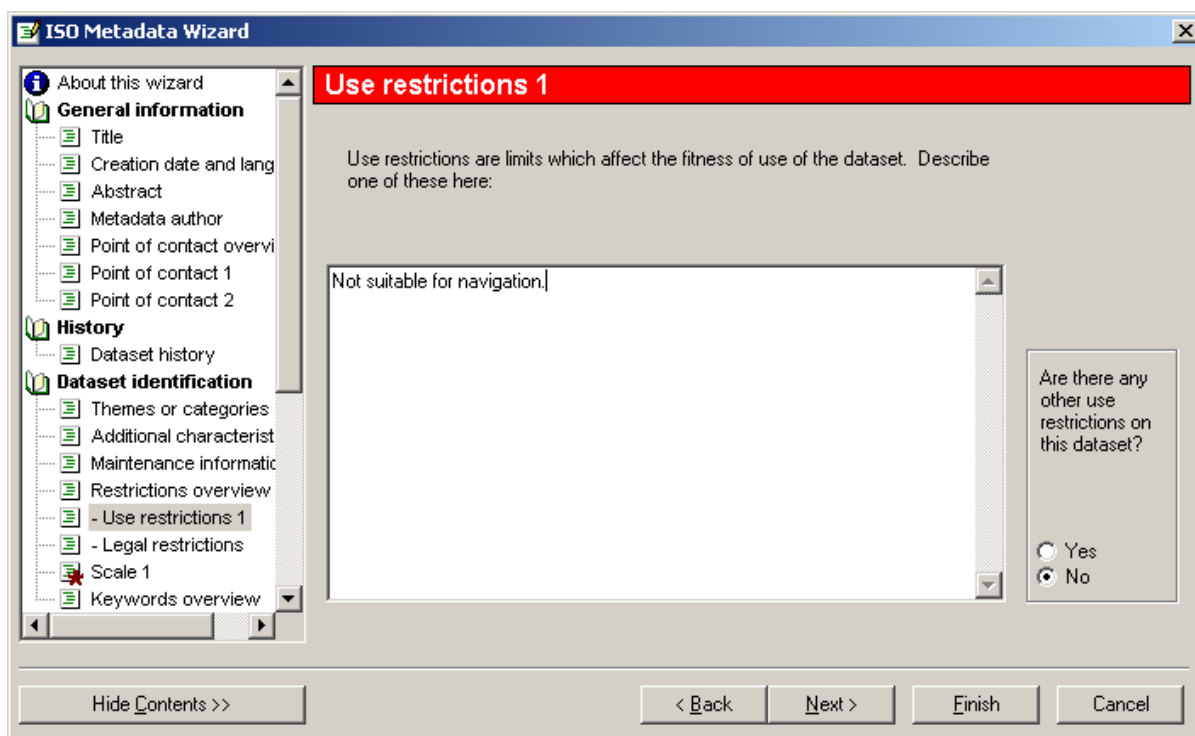 ISO Metadata Wizard
About this wizard
General information
Title
Creation date and lang
Abstract
Metadata author
Point of contact overvi
Point of contact 1
Point of contact 2
History
Dataset history
Dataset identification
Themes or categories
Additional characterist
Maintenance informatic
Restrictions overview
- Use restrictions 1
- Legal restrictions
Scale 1
Keywords overview
Use restrictions 1
Use restrictions are limits which affect the fitness of use of the dataset.  Describe
one of these here:
Not suitable for navigation.
Are there any
other use
restrictions on
this dataset?
Yes
No
Hide Contents >>
< Back
Next >
Finish
Cancel